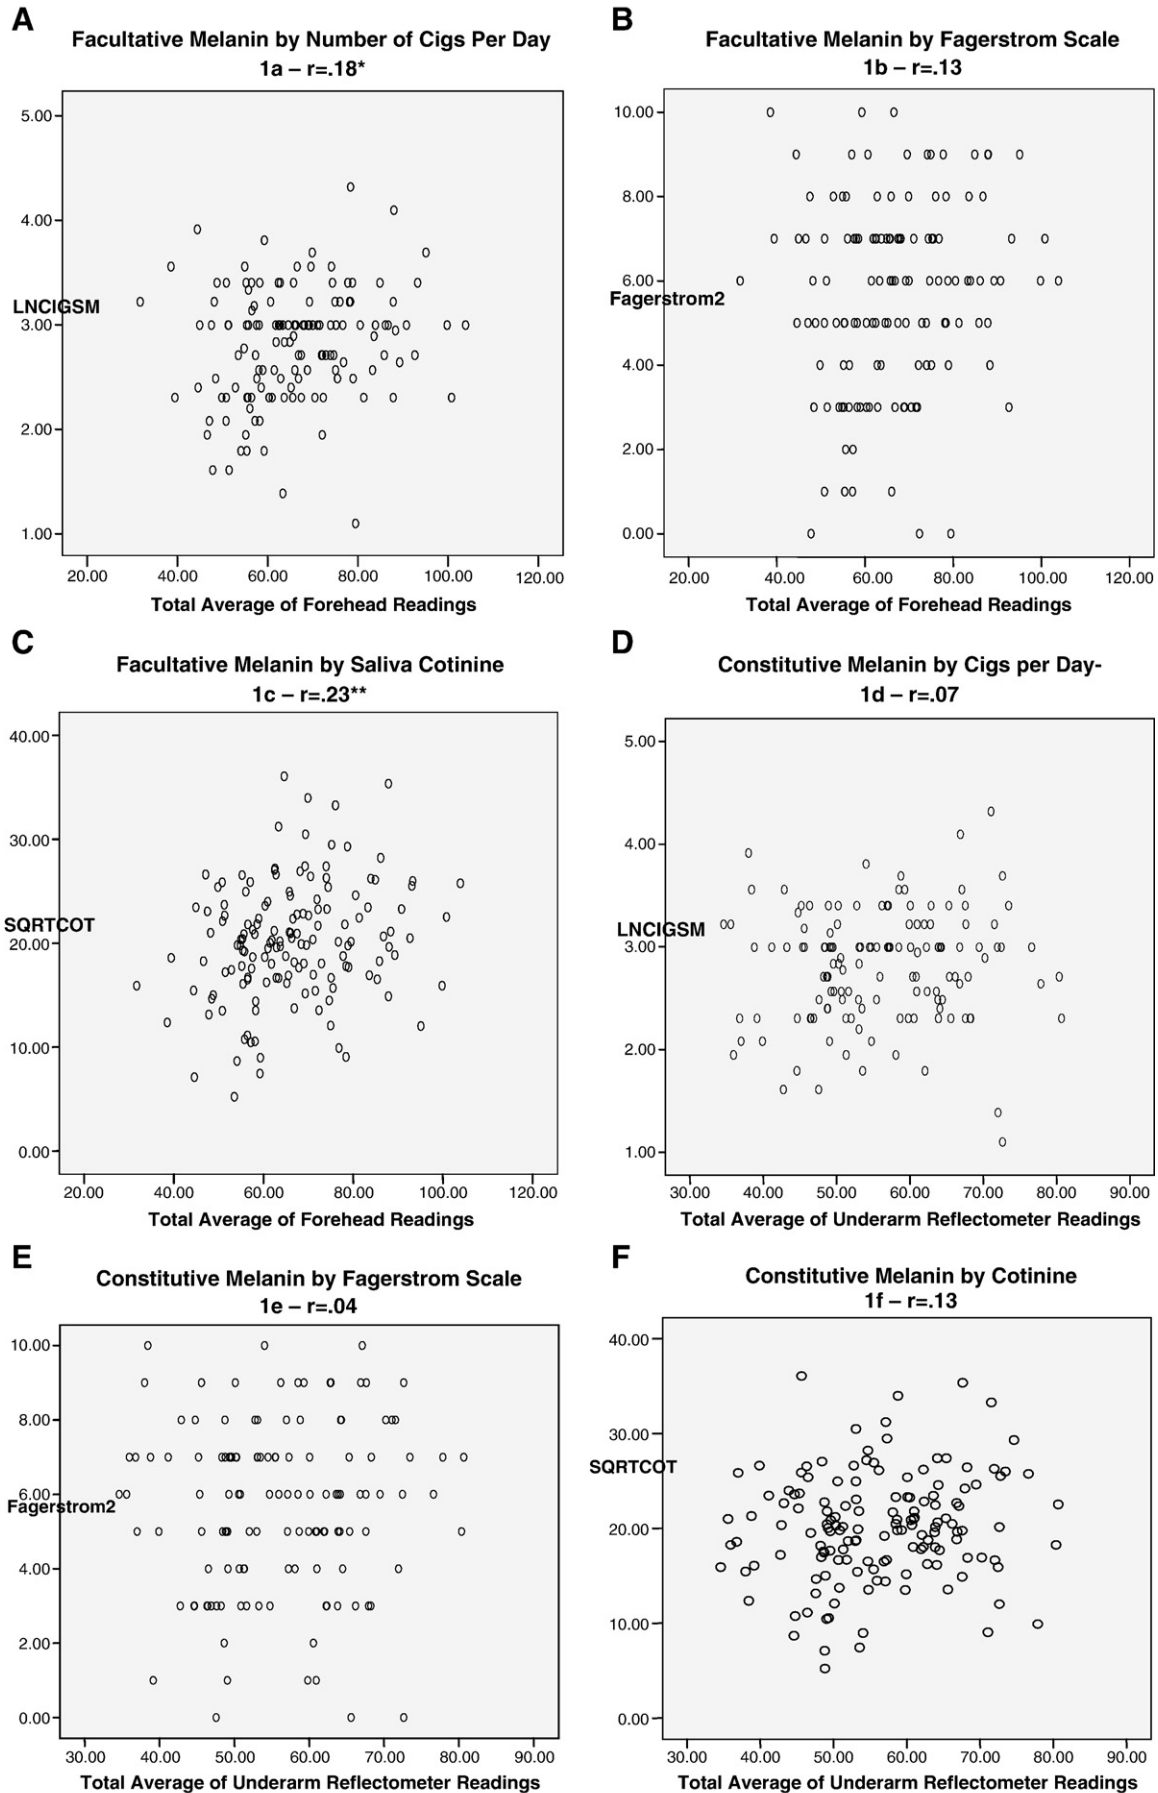 A
Facultative Melanin by Number of Cigs Per Day
1a – r=.18*
5.00
4.00
LNCIGSM
3.00
2.00
1.00
20.00 40.00 60.00 80.00 100.00 120.00
Total Average of Forehead Readings
B
Facultative Melanin by Fagerstrom Scale
1b – r=.13
10.00
8.00
6.00
Fagerstrom2
4.00
2.00
0.00
20.00 40.00 60.00 80.00 100.00 120.00
Total Average of Forehead Readings
C
Facultative Melanin by Saliva Cotinine
1c – r=.23**
40.00
30.00
SQRTCOT
20.00
10.00
0.00
20.00 40.00 60.00 80.00 100.00 120.00
Total Average of Forehead Readings
D
Constitutive Melanin by Cigs per Day-
1d – r=.07
5.00
4.00
LNCIGSM
3.00
2.00
1.00
30.00 40.00 50.00 60.00 70.00 80.00 90.00
Total Average of Underarm Reflectometer Readings
E
Constitutive Melanin by Fagerstrom Scale
1e – r=.04
10.00
8.00
6.00
Fagerstrom2
4.00
2.00
0.00
30.00 40.00 50.00 60.00 70.00 80.00 90.00
Total Average of Underarm Reflectometer Readings
F
Constitutive Melanin by Cotinine
1f – r=.13
40.00
30.00
SQRTCOT
20.00
10.00
0.00
30.00 40.00 50.00 60.00 70.00 80.00 90.00
Total Average of Underarm Reflectometer Readings